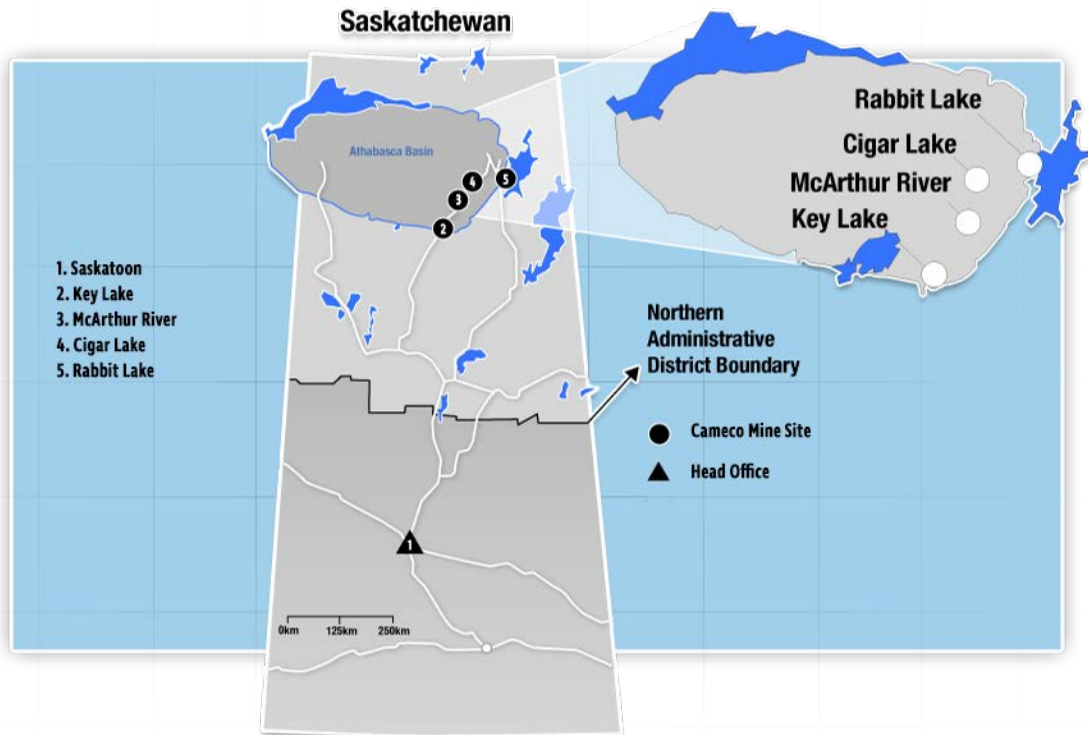 Saskatchewan
Rabbit Lake
Cigar Lake
McArthur River
Key Lake
Athabasca Basin
4
5
3
2
1. Saskatoon
2. Key Lake
3. McArthur River
4. Cigar Lake
5. Rabbit Lake
Northern
Administrative
District Boundary
Cameco Mine Site
Head Office
1
0km 125km 250km